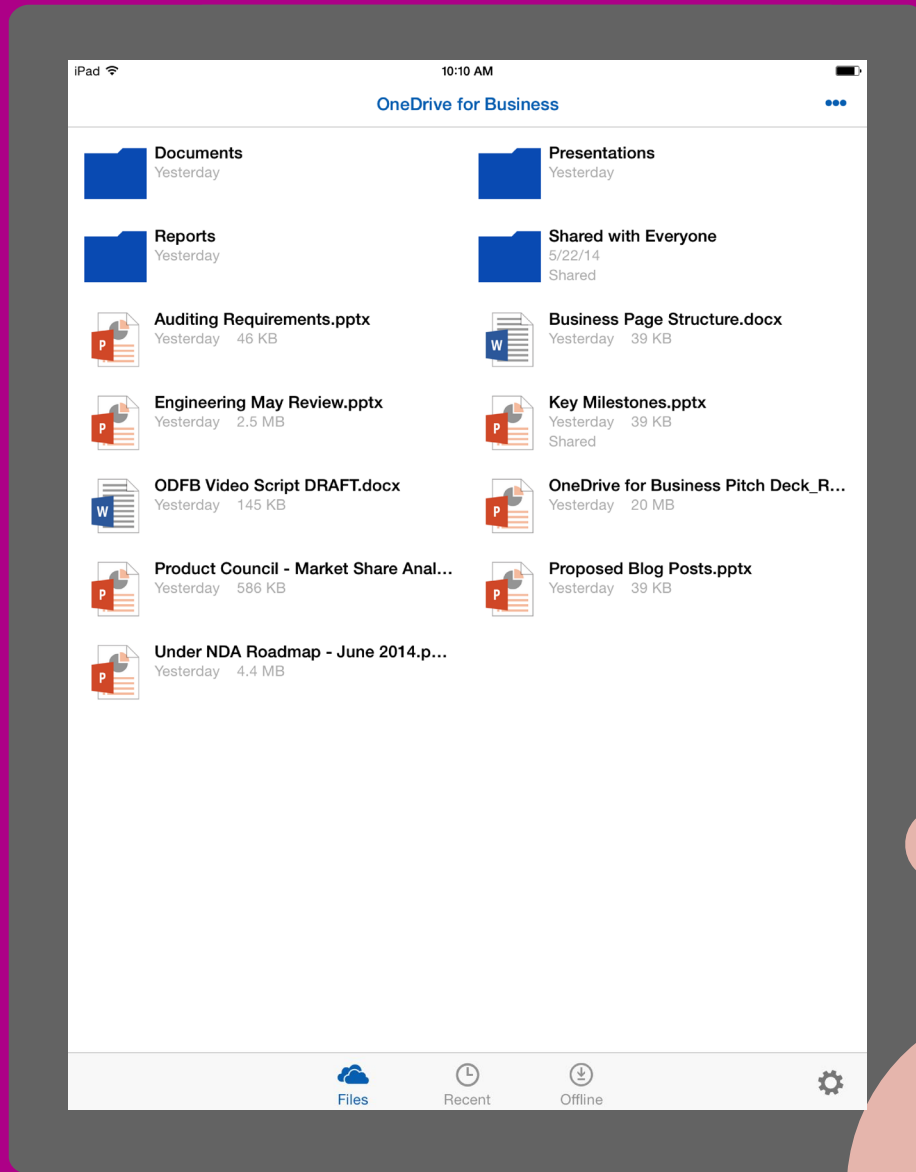 iPad 10:10 AM
OneDrive for Business
Documents
Yesterday
Presentations
Yesterday
Reports
Yesterday
Shared with Everyone
5/22/14
Shared
Auditing Requirements.pptx
Yesterday 46 KB
Business Page Structure.docx
Yesterday 39 KB
Engineering May Review.pptx
Yesterday 2.5 MB
Key Milestones.pptx
Yesterday 39 KB
Shared
ODFB Video Script DRAFT.docx
Yesterday 145 KB
OneDrive for Business Pitch Deck_R...
Yesterday 20 MB
Product Council - Market Share Anal...
Yesterday 586 KB
Proposed Blog Posts.pptx
Yesterday 39 KB
Under NDA Roadmap - June 2014.p...
Yesterday 4.4 MB
Files Recent Offline